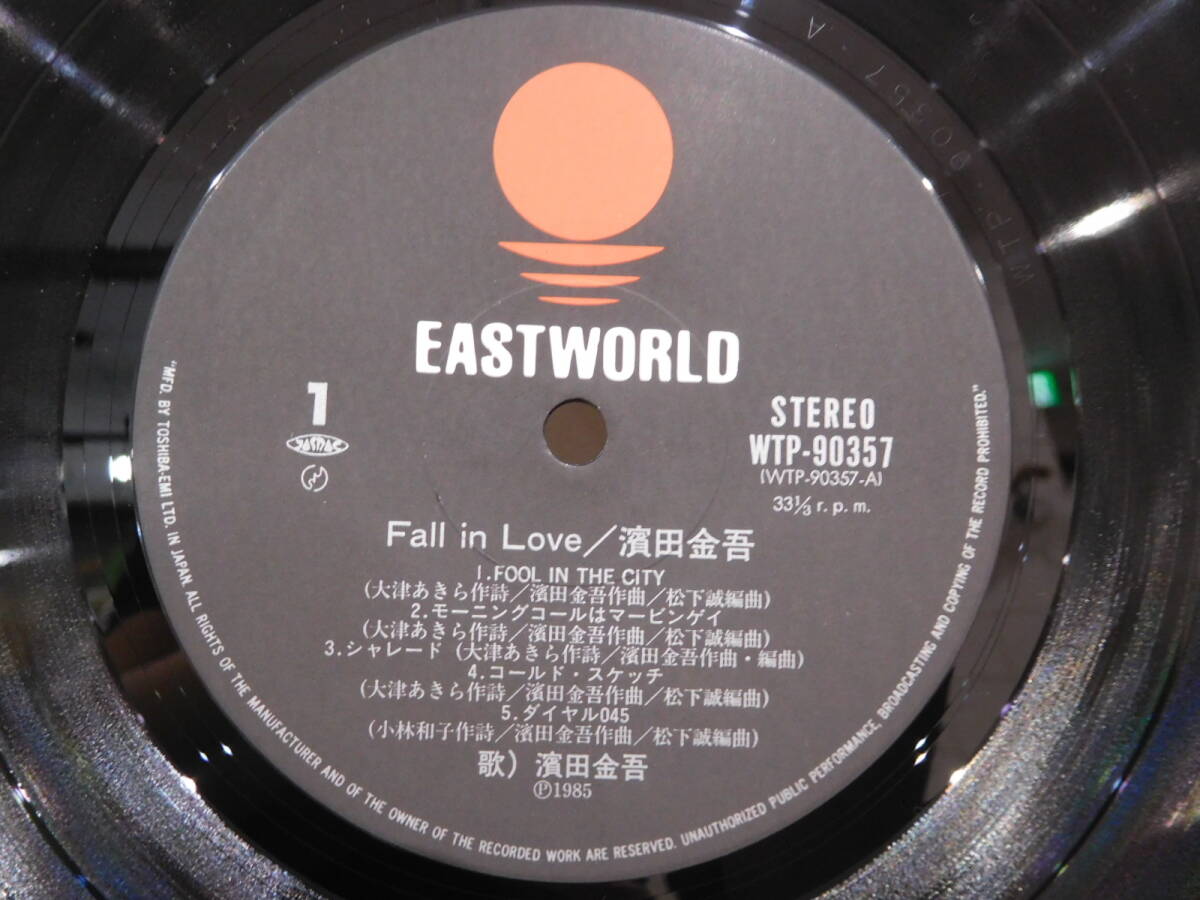 EASTWORLD
1
JASRAC
STEREO
WTP-90357
(WTP-90357-A)
33⅓ r.p.m.
Fall in Love／濱田金吾
1.FOOL IN THE CITY
(大津あきら作詩／濱田金吾作曲／松下誠編曲)
2.モーニングコールはマービンゲイ
(大津あきら作詩／濱田金吾作曲／松下誠編曲)
3.シャレード (大津あきら作詩／濱田金吾作曲・編曲)
4.コールド・スケッチ
(大津あきら作詩／濱田金吾作曲／松下誠編曲)
5.ダイヤル045
(小林和子作詩／濱田金吾作曲／松下誠編曲)
歌) 濱田金吾
Ⓟ1985
"MFD. BY TOSHIBA-EMI LTD. IN JAPAN. ALL RIGHTS OF THE MANUFACTURER AND OF THE OWNER OF THE RECORDED WORK ARE RESERVED. UNAUTHORIZED PUBLIC PERFORMANCE, BROADCASTING AND COPYING OF THE RECORD PROHIBITED."
WTP-90357 A